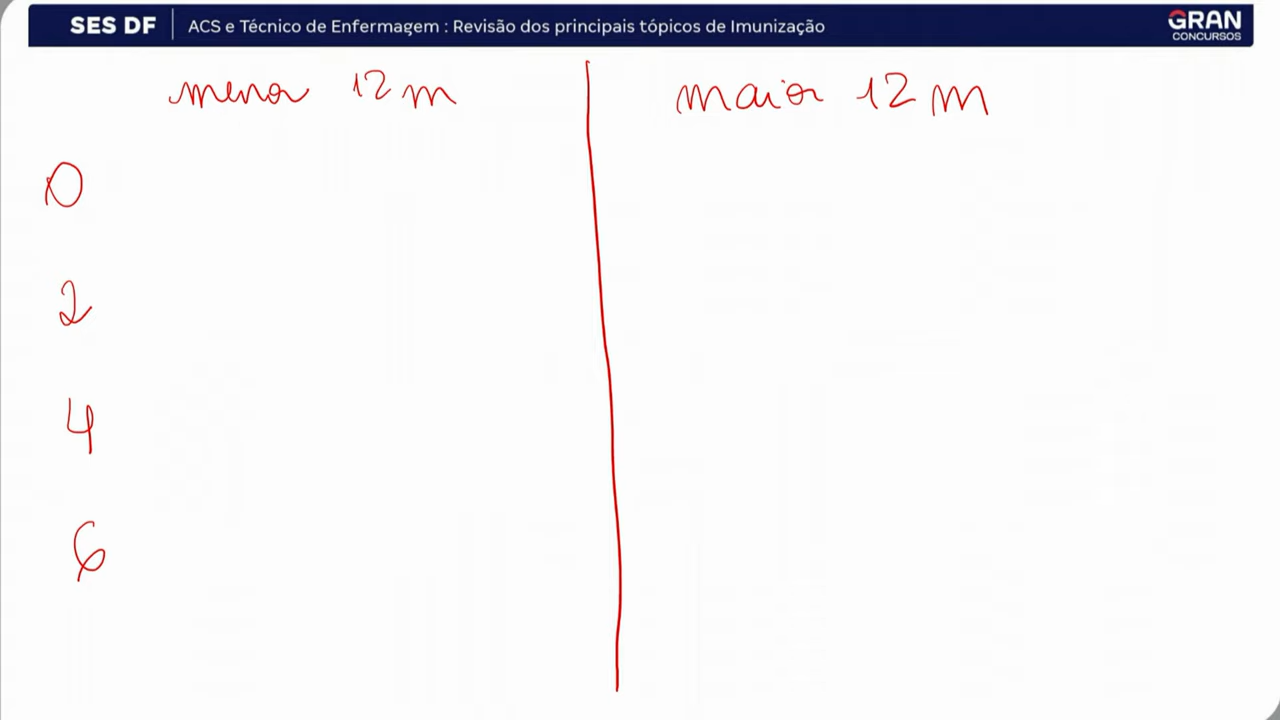 SES DF ACS e Técnico de Enfermagem : Revisão dos principais tópicos de Imunização
GRAN
CONCURSOS
menor 12 m
maior 12 m
0
2
4
6